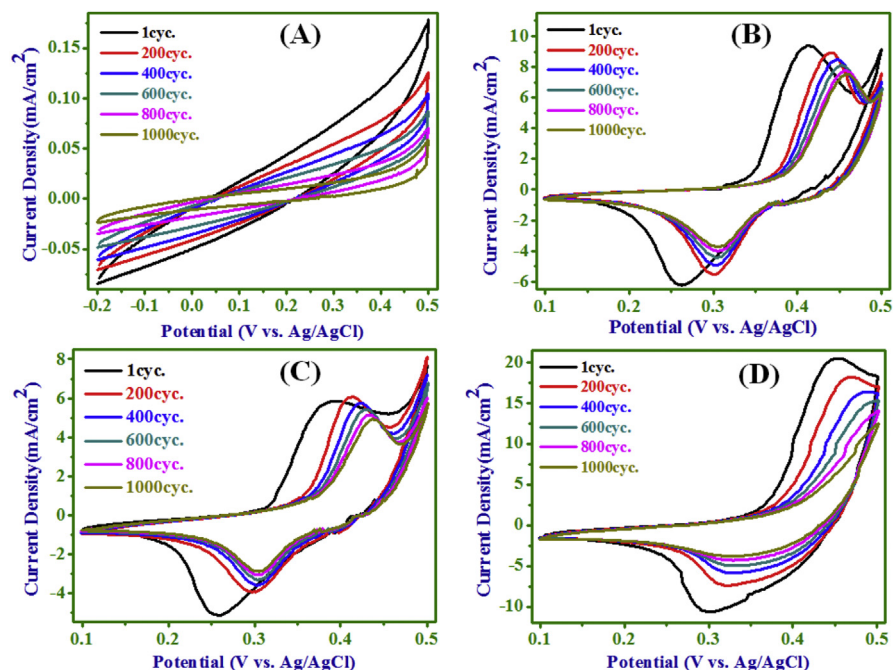 (A)
1cyc.
200cyc.
400cyc.
600cyc.
800cyc.
1000cyc.
0.15
0.10
0.05
0.00
-0.05
Current Density(mA/cm2)
-0.2 -0.1 0.0 0.1 0.2 0.3 0.4 0.5
Potential (V vs. Ag/AgCl)
(B)
1cyc.
200cyc.
400cyc.
600cyc.
800cyc.
1000cyc.
10
8
6
4
2
0
-2
-4
-6
Current Density(mA/cm2)
0.1 0.2 0.3 0.4 0.5
Potential (V vs. Ag/AgCl)
(C)
1cyc.
200cyc.
400cyc.
600cyc.
800cyc.
1000cyc.
8
6
4
2
0
-2
-4
Current Density(mA/cm2)
0.1 0.2 0.3 0.4 0.5
Potential (V vs. Ag/AgCl)
(D)
1cyc.
200cyc.
400cyc.
600cyc.
800cyc.
1000cyc.
20
15
10
5
0
-5
-10
Current Density(mA/cm2)
0.1 0.2 0.3 0.4 0.5
Potential (V vs. Ag/AgCl)